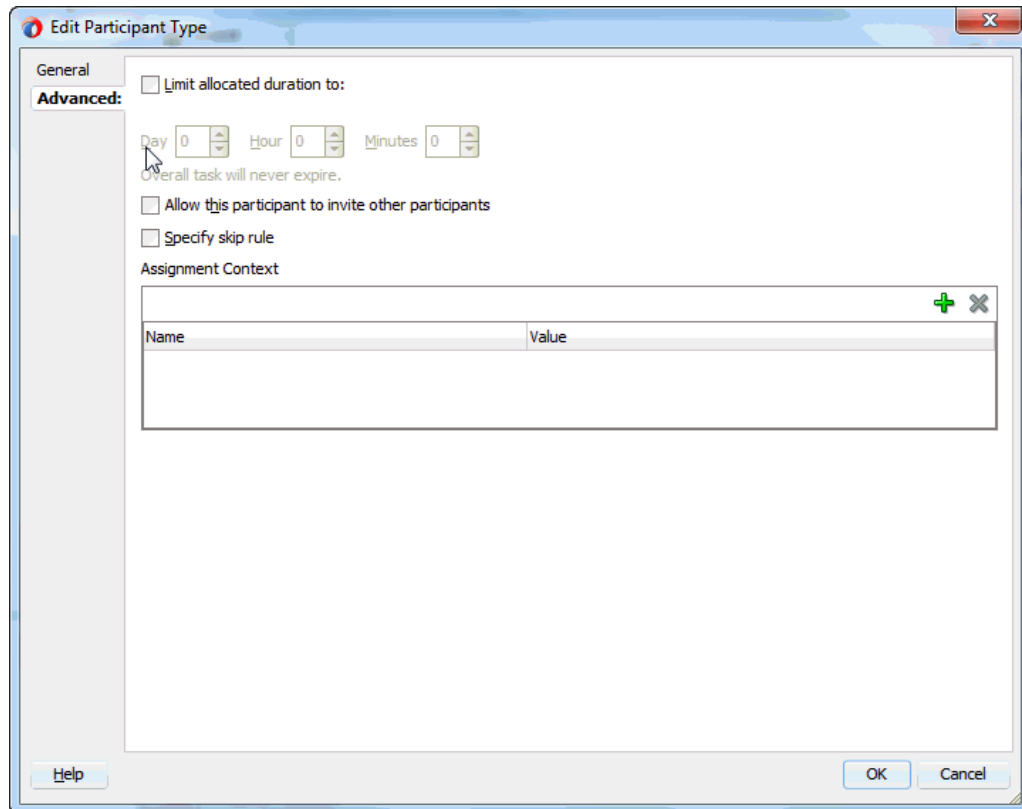 Edit Participant Type
General
Advanced:
Limit allocated duration to:
Day 0 Hour 0 Minutes 0
Overall task will never expire.
Allow this participant to invite other participants
Specify skip rule
Assignment Context
Name Value
Help OK Cancel